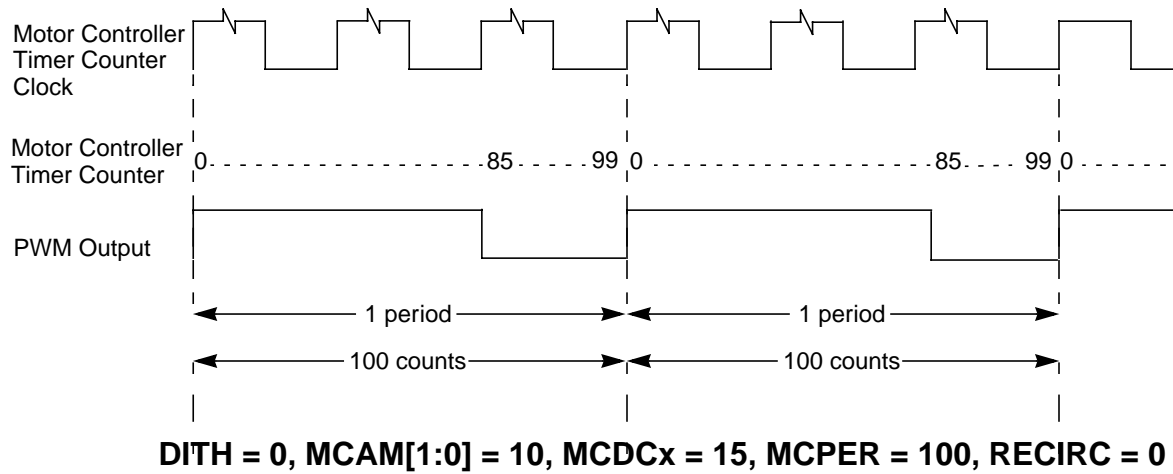 Motor Controller
Timer Counter
Clock
Motor Controller
Timer Counter
0 85 99 0 85 99 0
PWM Output
1 period 1 period
100 counts 100 counts
DITH = 0, MCAM[1:0] = 10, MCDCx = 15, MCPER = 100, RECIRC = 0